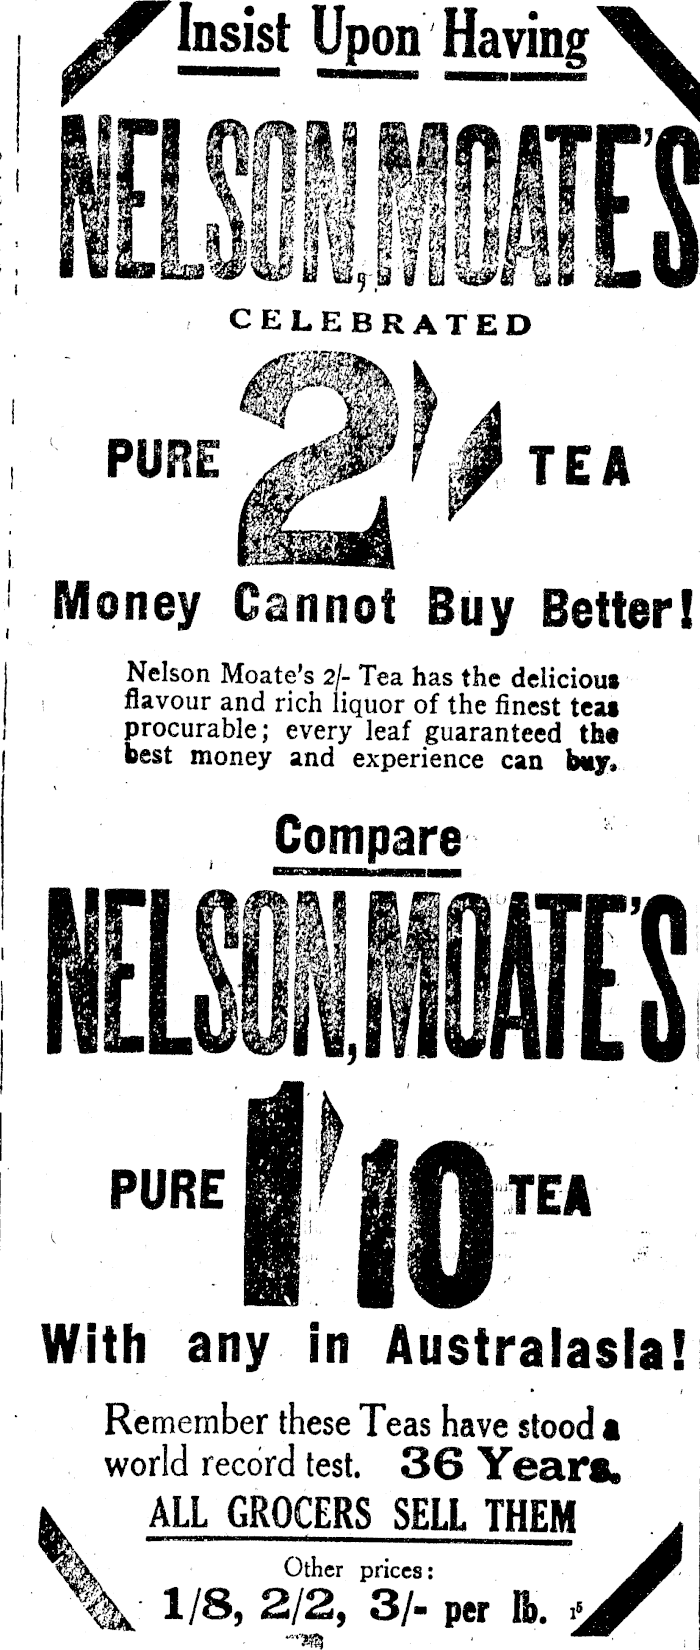 Insist Upon Having
NELSON, MOATE'S
CELEBRATED
PURE 2/- TEA
Money Cannot Buy Better!
Nelson Moate's 2/- Tea has the delicious
flavour and rich liquor of the finest teas
procurable; every leaf guaranteed the
best money and experience can buy.
Compare
NELSON, MOATE'S
PURE 1/10 TEA
With any in Australasia!
Remember these Teas have stood a
world record test. 36 Years.
ALL GROCERS SELL THEM
Other prices:
1/8, 2/2, 3/- per lb. 15